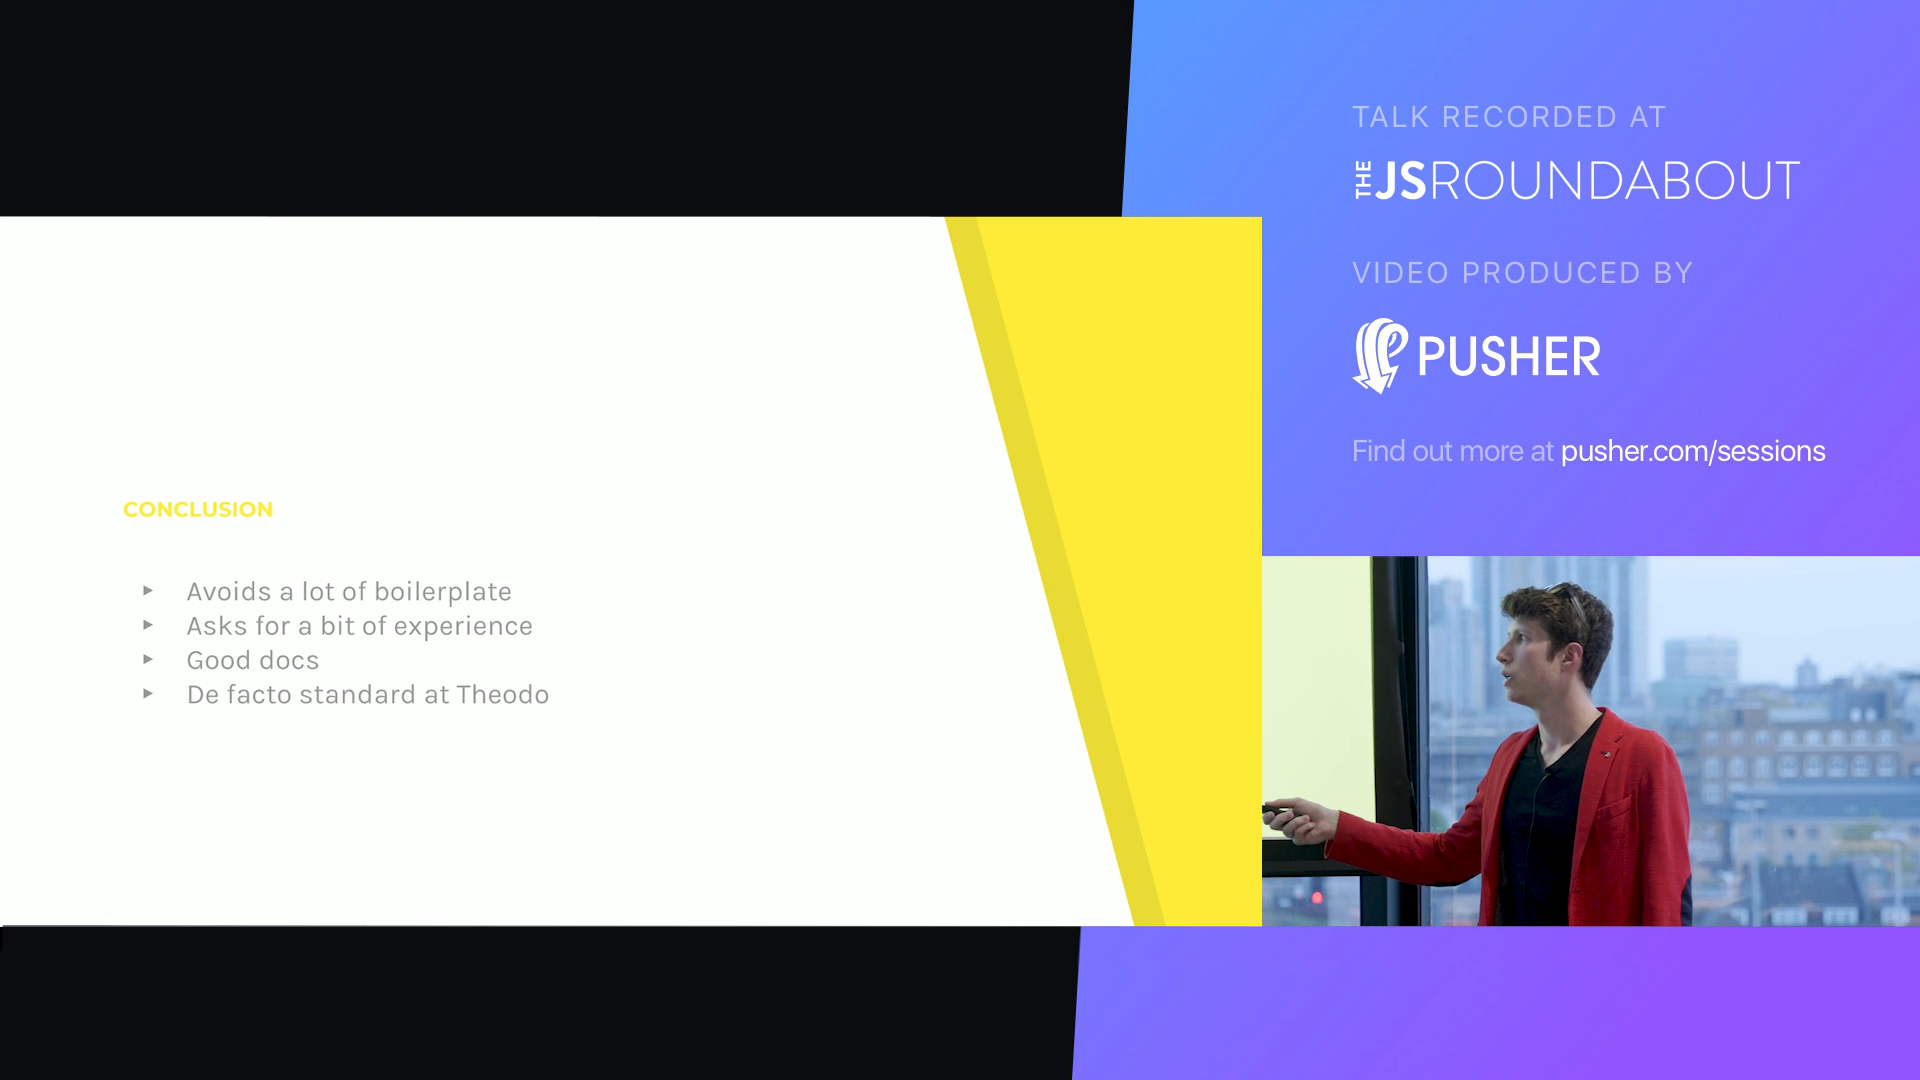 CONCLUSION
Avoids a lot of boilerplate
Asks for a bit of experience
Good docs
De facto standard at Theodo
TALK RECORDED AT
THE JSROUNDABOUT
VIDEO PRODUCED BY
PUSHER
Find out more at pusher.com/sessions